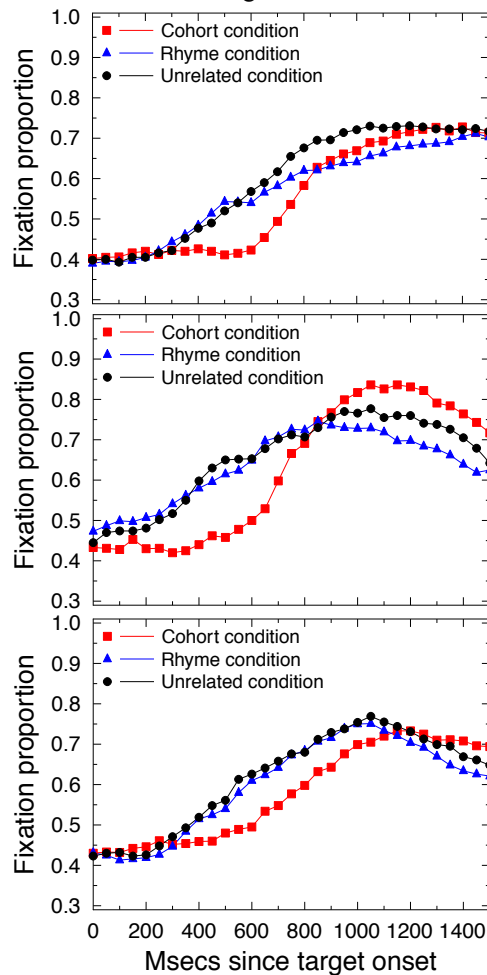 1.0
Cohort condition
0.9
Rhyme condition
Unrelated condition
0.8
0.7
0.6
0.5
0.4
0.3
Fixation proportion
1.0
Cohort condition
0.9
Rhyme condition
Unrelated condition
0.8
0.7
0.6
0.5
0.4
0.3
Fixation proportion
1.0
Cohort condition
0.9
Rhyme condition
Unrelated condition
0.8
0.7
0.6
0.5
0.4
0.3
Fixation proportion
0 200 400 600 800 1000 1200 1400
Msecs since target onset